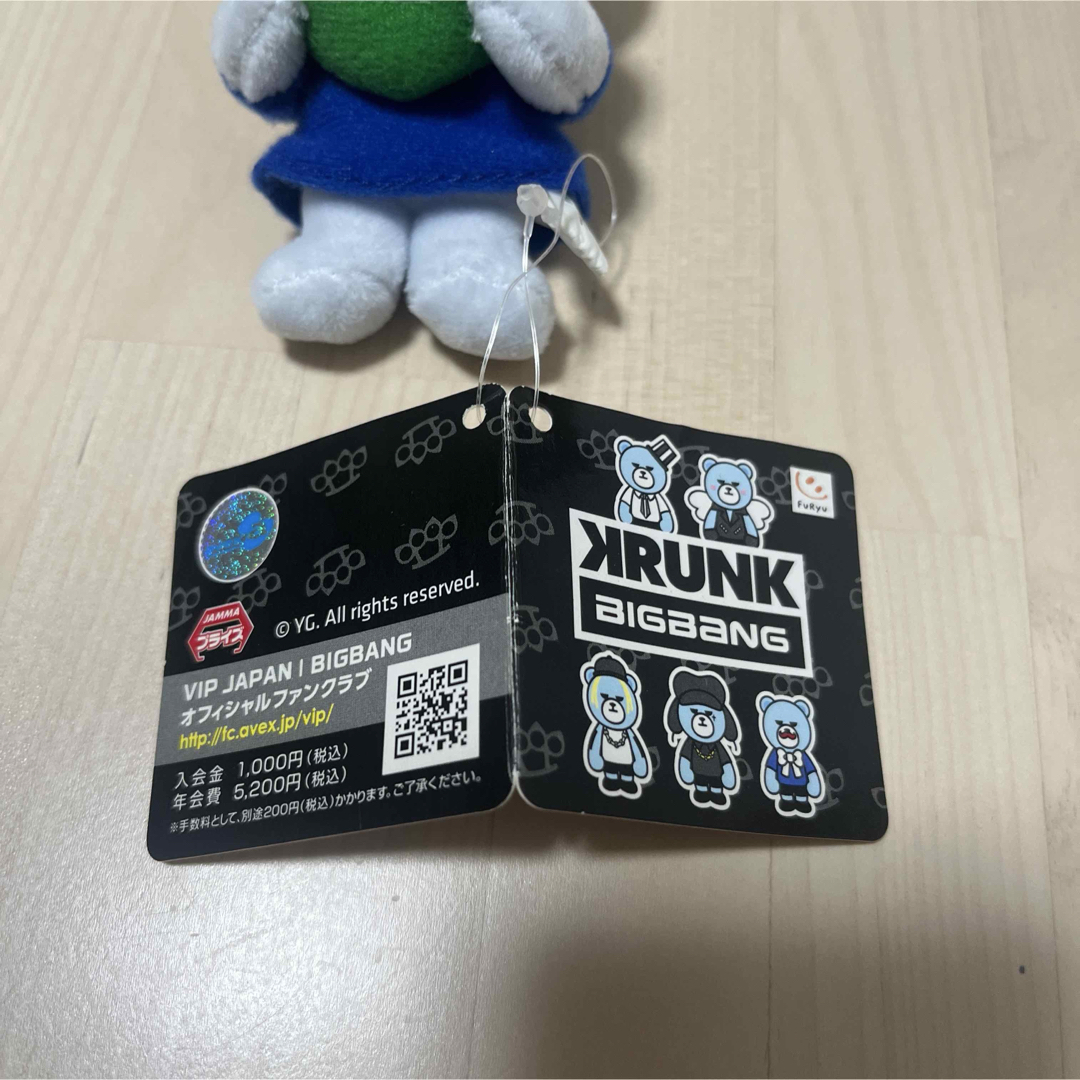 JAMMA
プライズ
© YG. All rights reserved.
VIP JAPAN | BIGBANG
オフィシャルファンクラブ
http://fc.avex.jp/vip/
入会金 1,000円(税込)
年会費 5,200円(税込)
※手数料として、別途200円(税込)かかります。ご了承ください。
FuRyu
KRUNK
BIGBANG